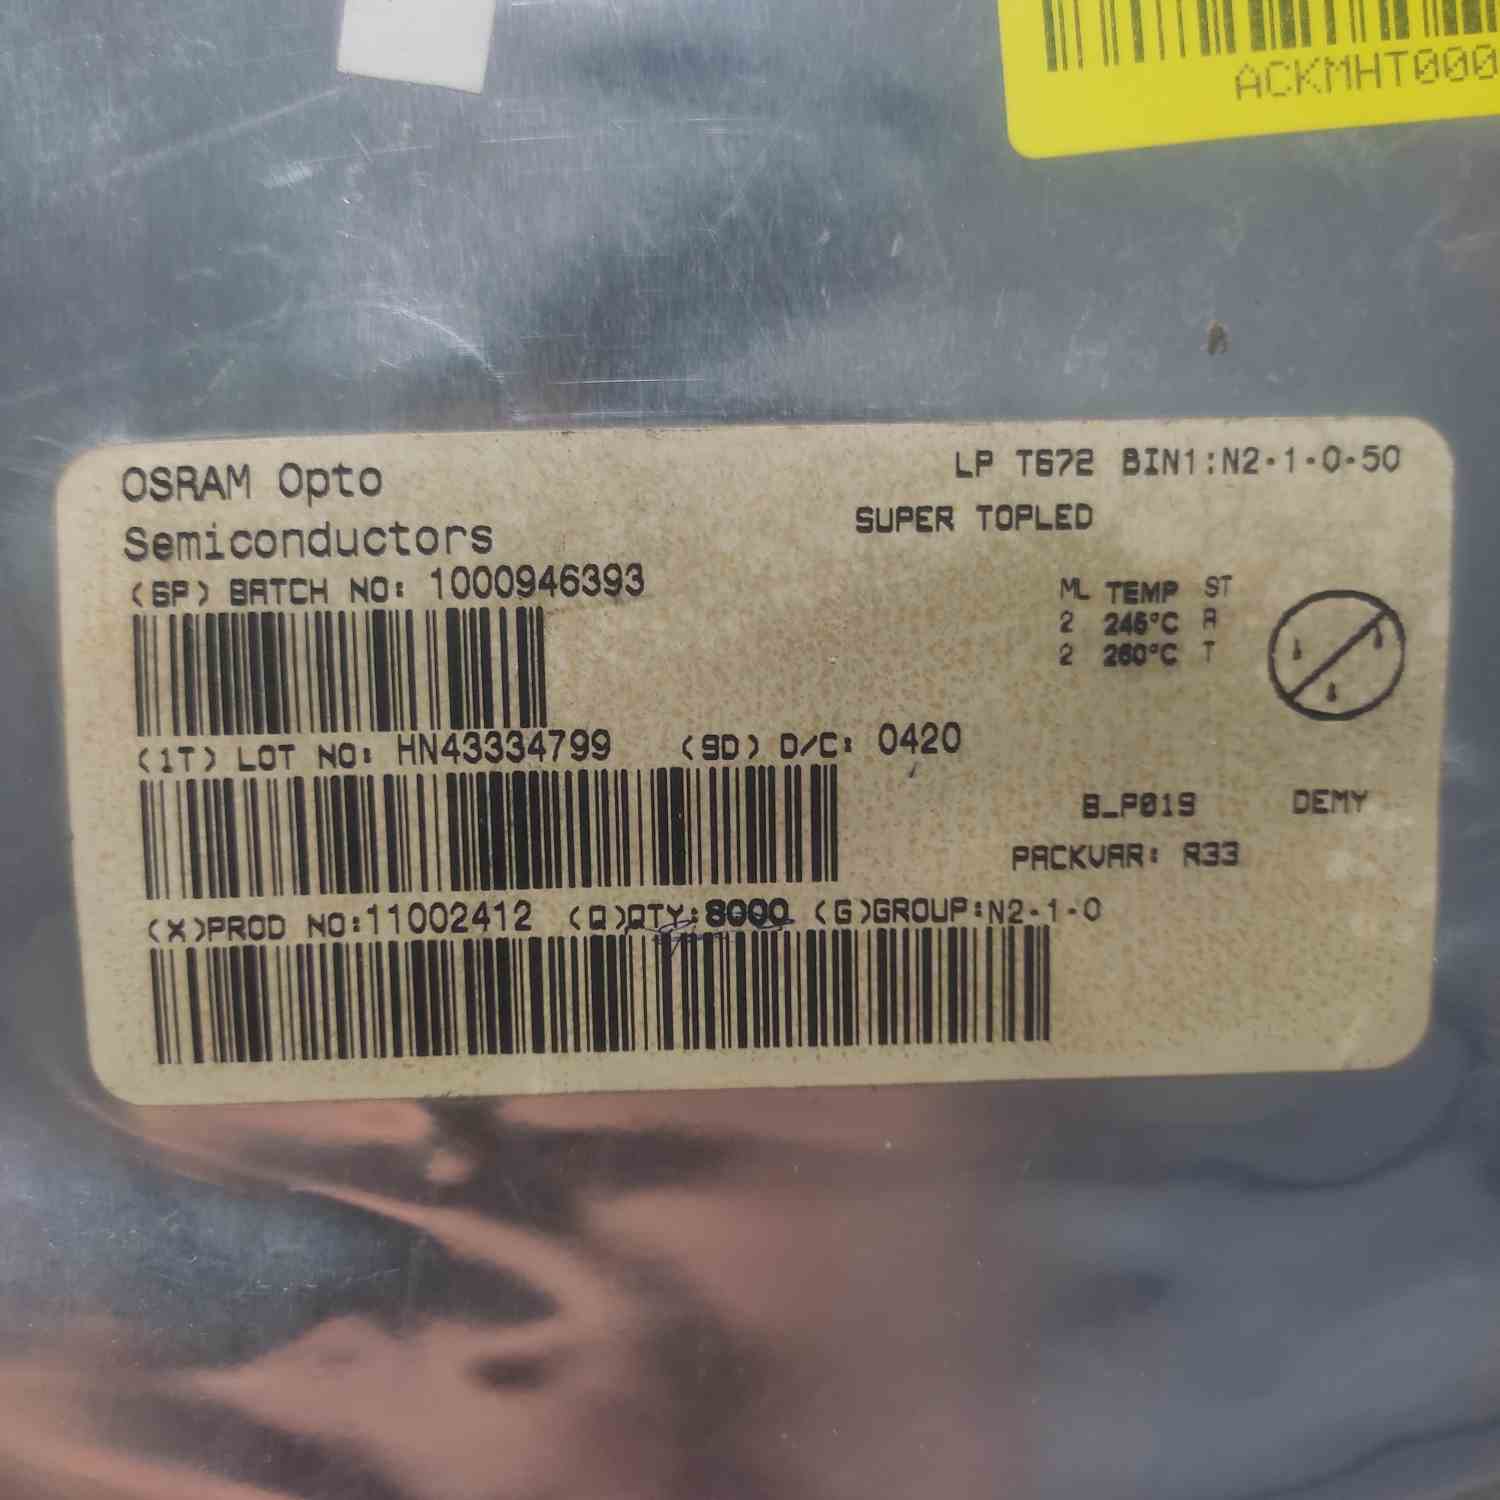 ACKMHT000
OSRAM Opto
Semiconductors
LP T672 BIN1:N2-1-0-50
SUPER TOPLED
(6P) BATCH NO: 1000946393
ML TEMP ST
2 245°C A
2 260°C T
(1T) LOT NO: HN43334799 (9D) D/C: 0420
B_P019 DEMY
PACKVAR: R33
(X)PROD NO:11002412 (Q)QTY:8000 (G)GROUP:N2-1-0